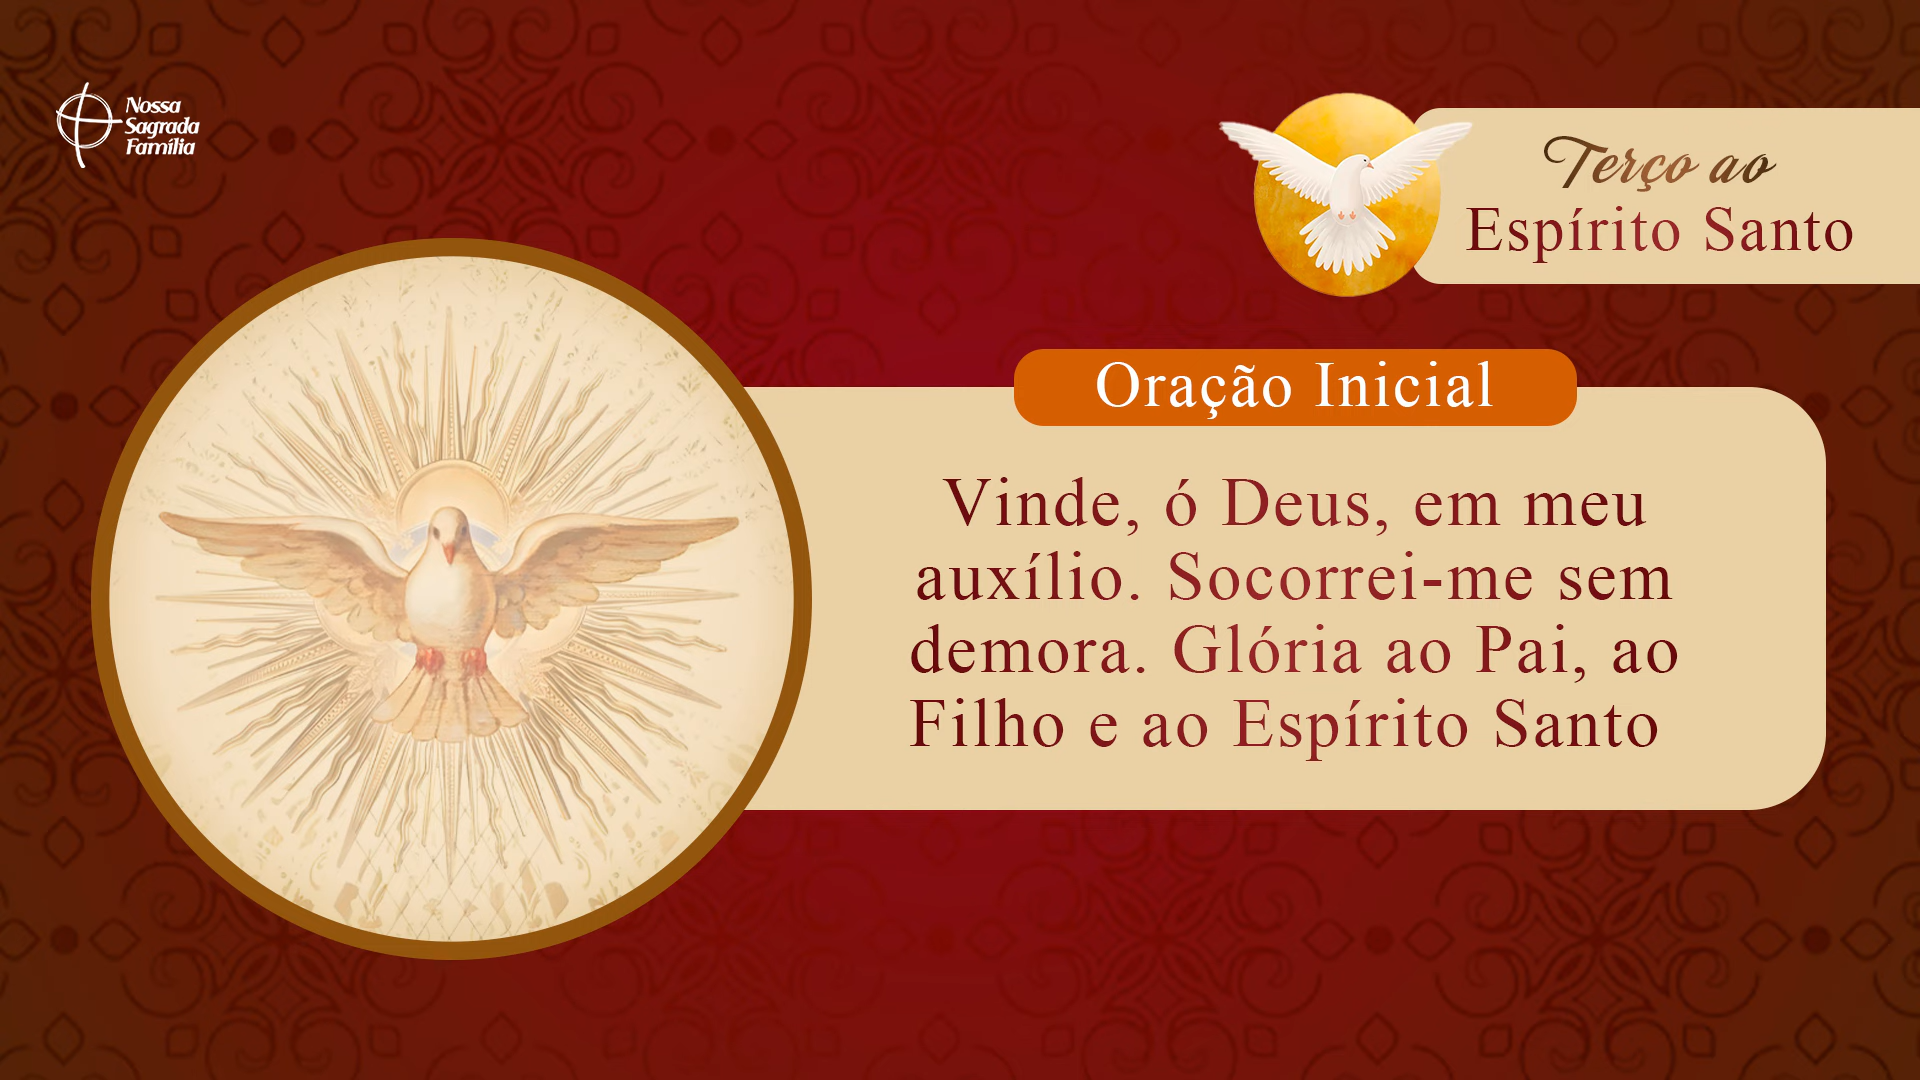 Nossa
Sagrada
Família
Terço ao
Espírito Santo
Oração Inicial
Vinde, ó Deus, em meu
auxílio. Socorrei-me sem
demora. Glória ao Pai, ao
Filho e ao Espírito Santo